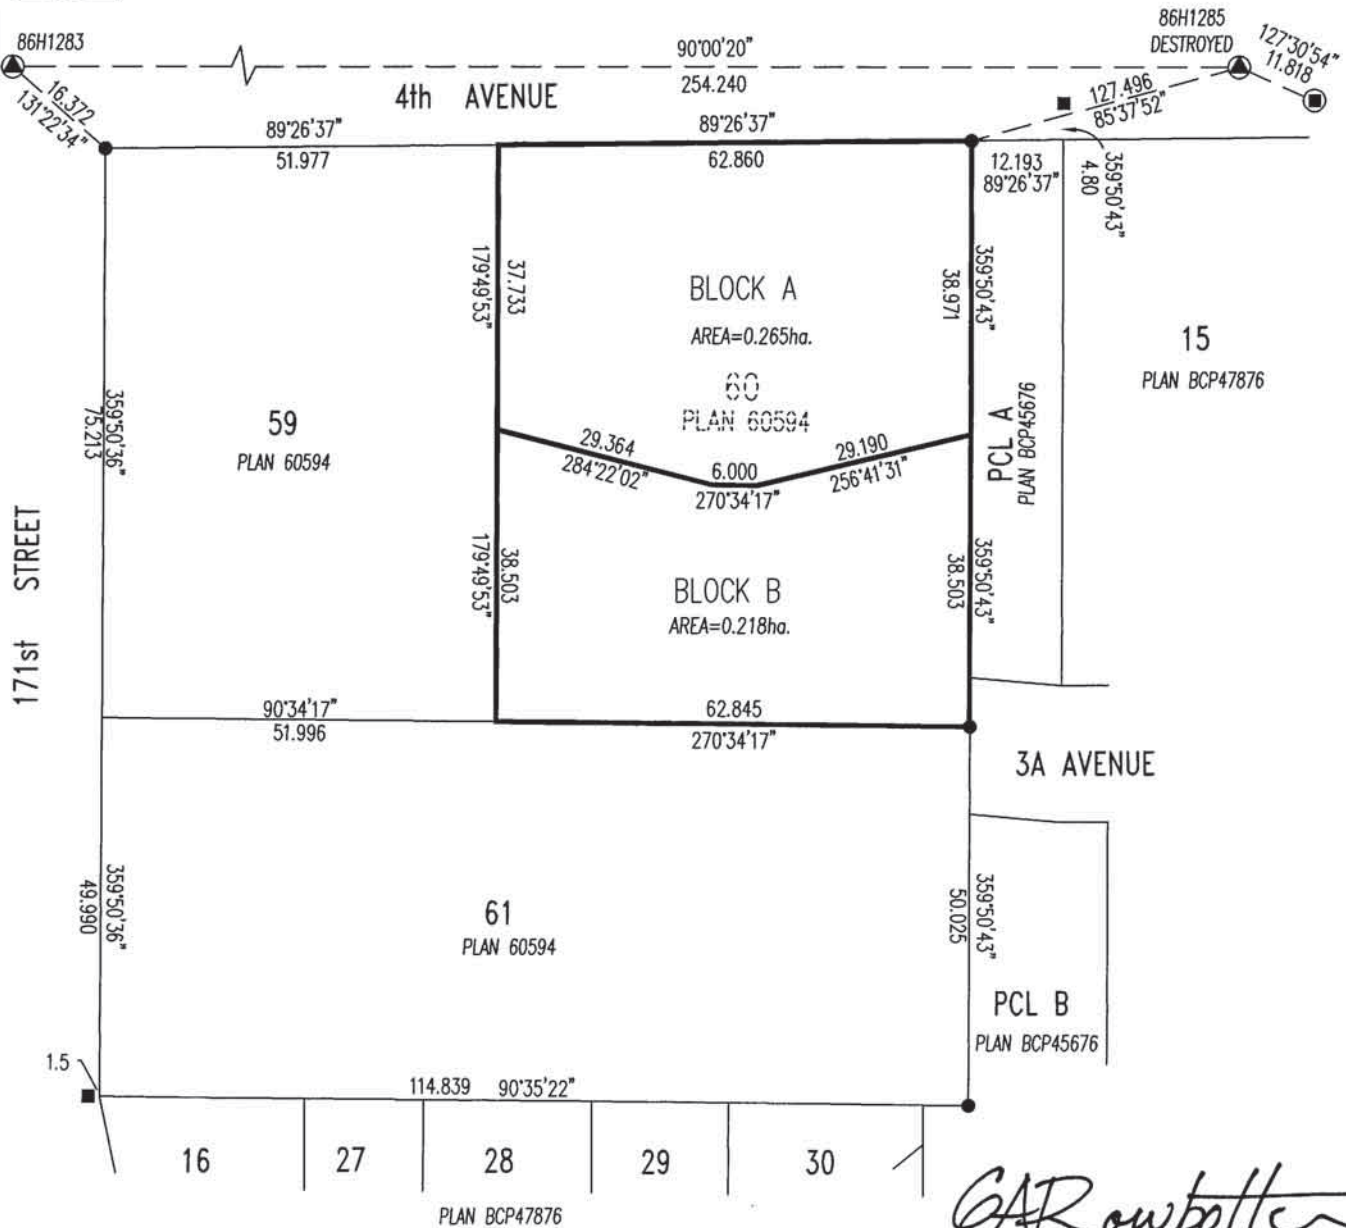 86H1283
86H1285
DESTROYED
127°30'54"
11.818
90°00'20"
254.240
4th AVENUE
16.372
131°22'34"
127.496
85°37'52"
89°26'37"
51.977
89°26'37"
62.860
12.193
89°26'37"
359°50'43"
4.80
179°49'53"
37.733
BLOCK A
AREA=0.265ha.
60
PLAN 60594
359°50'43"
38.971
15
PLAN BCP47876
PCL A
PLAN BCP45676
359°50'36"
75.213
59
PLAN 60594
29.364
284°22'02"
6.000
270°34'17"
29.190
256°41'31"
171st STREET
179°49'53"
38.503
BLOCK B
AREA=0.218ha.
359°50'43"
38.503
90°34'17"
51.996
62.845
270°34'17"
3A AVENUE
359°50'36"
49.990
61
PLAN 60594
359°50'43"
50.025
PCL B
PLAN BCP45676
1.5
114.839 90°35'22"
16
27
28
29
30
PLAN BCP47876